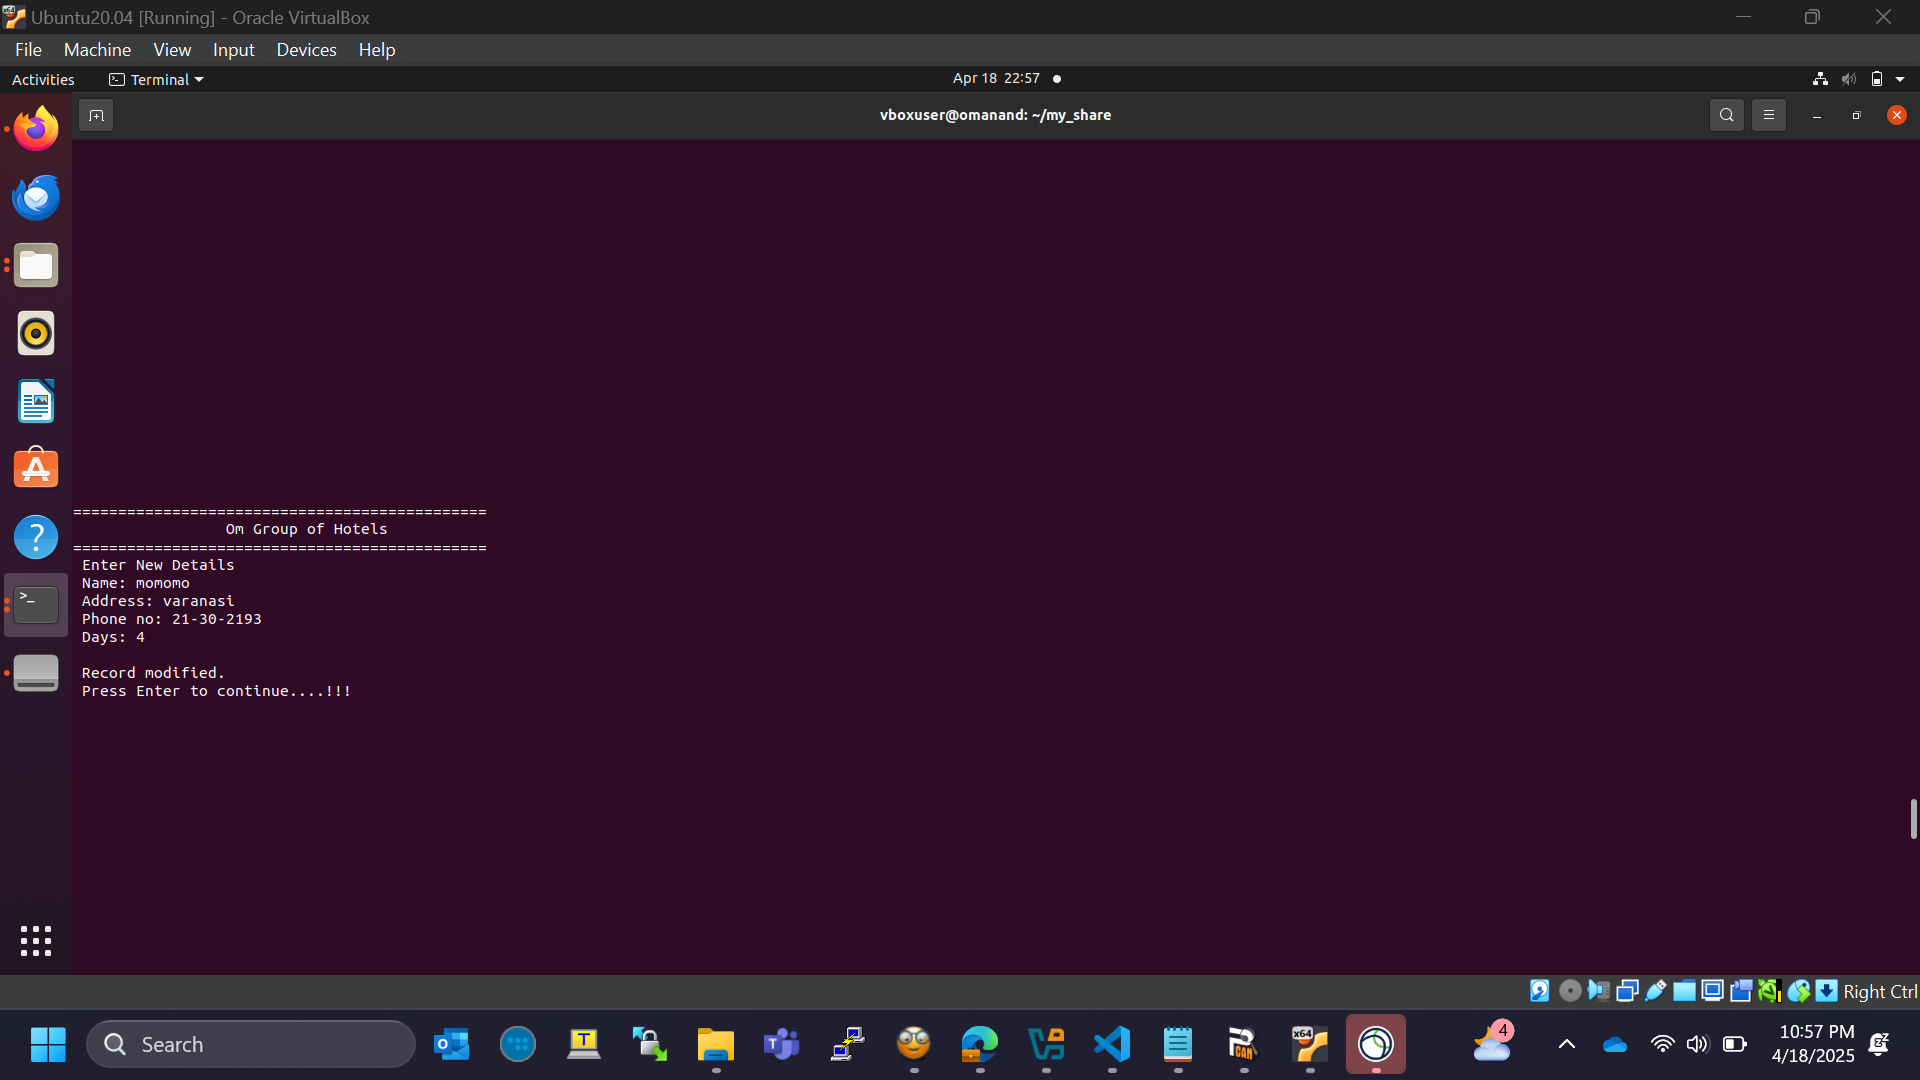 Ubuntu20.04 [Running] - Oracle VirtualBox
File Machine View Input Devices Help
Activities Terminal Apr 18 22:57
vboxuser@omanand: ~/my_share
==============================================
Om Group of Hotels
==============================================
Enter New Details
Name: momomo
Address: varanasi
Phone no: 21-30-2193
Days: 4
Record modified.
Press Enter to continue....!!!
Right Ctrl
Search
4
10:57 PM
4/18/2025